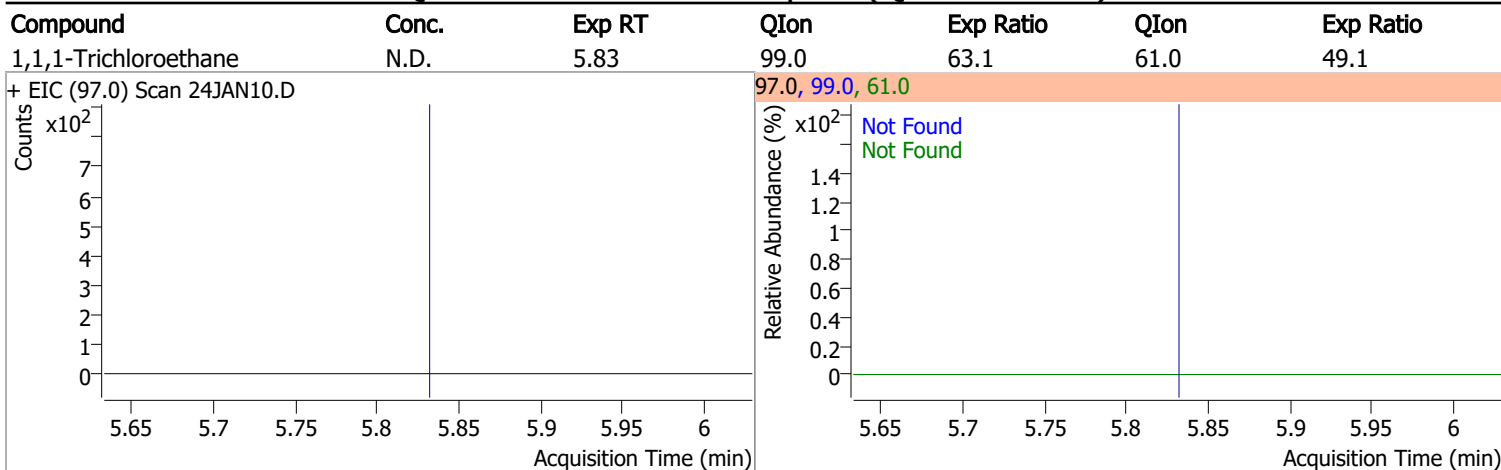 Compound Conc. Exp RT QIon Exp Ratio QIon Exp Ratio
1,1,1-Trichloroethane N.D. 5.83 99.0 63.1 61.0 49.1
+ EIC (97.0) Scan 24JAN10.D
Counts
x10²
7
6
5
4
3
2
1
0
5.65 5.7 5.75 5.8 5.85 5.9 5.95 6
Acquisition Time (min)
97.0, 99.0, 61.0
Relative Abundance (%)
x10²
Not Found
Not Found
1.4
1.2
1
0.8
0.6
0.4
0.2
0
5.65 5.7 5.75 5.8 5.85 5.9 5.95 6
Acquisition Time (min)